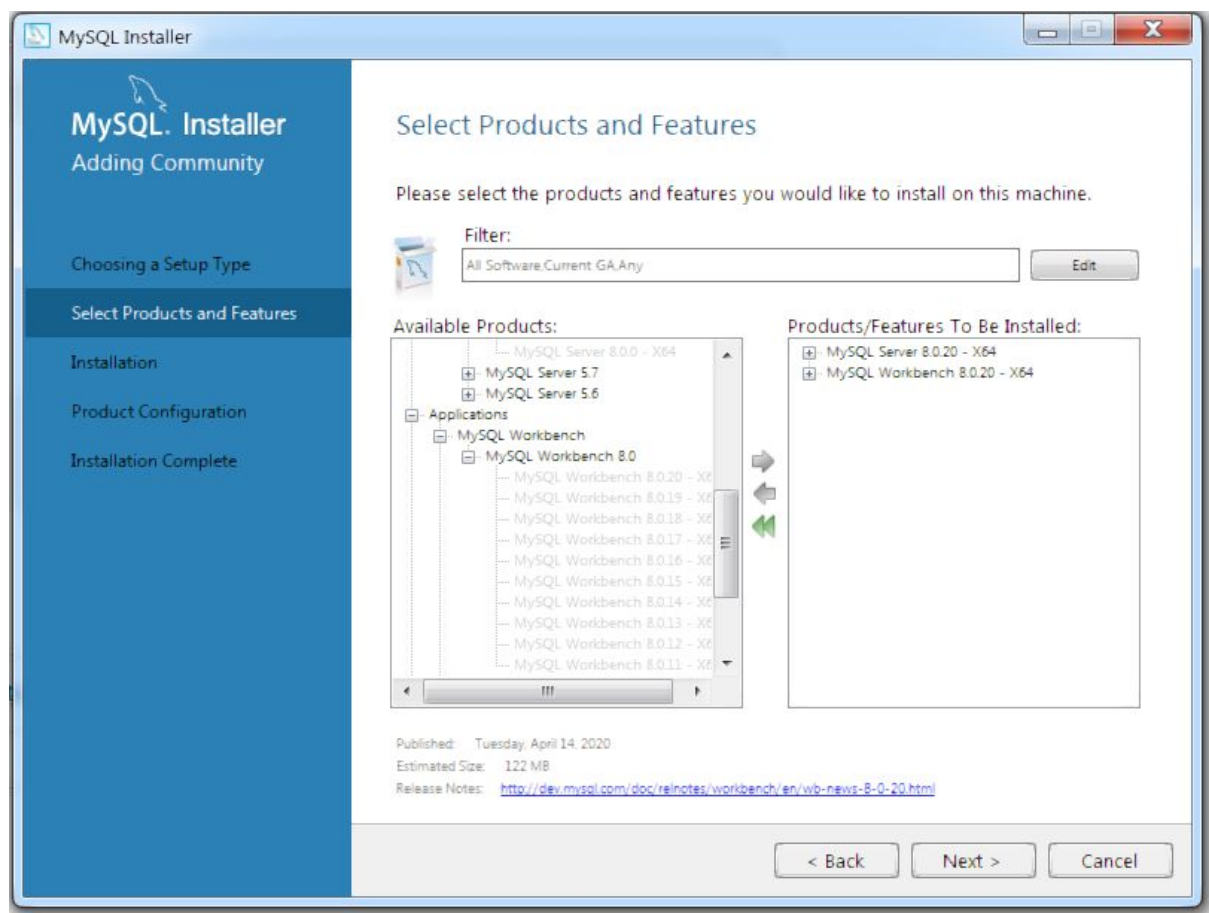 MySQL Installer
MySQL. Installer
Adding Community
Choosing a Setup Type
Select Products and Features
Installation
Product Configuration
Installation Complete
Select Products and Features
Please select the products and features you would like to install on this machine.
Filter:
All Software,Current GA,Any
Edit
Available Products:
MySQL Server 8.0.0 - X64
MySQL Server 5.7
MySQL Server 5.6
Applications
MySQL Workbench
MySQL Workbench 8.0
MySQL Workbench 8.0.20 - X6
MySQL Workbench 8.0.19 - X6
MySQL Workbench 8.0.18 - X6
MySQL Workbench 8.0.17 - X6
MySQL Workbench 8.0.16 - X6
MySQL Workbench 8.0.15 - X6
MySQL Workbench 8.0.14 - X6
MySQL Workbench 8.0.13 - X6
MySQL Workbench 8.0.12 - X6
MySQL Workbench 8.0.11 - X6
Products/Features To Be Installed:
MySQL Server 8.0.20 - X64
MySQL Workbench 8.0.20 - X64
Published: Tuesday, April 14, 2020
Estimated Size: 122 MB
Release Notes: http://dev.mysql.com/doc/relnotes/workbench/en/wb-news-8-0-20.html
< Back Next > Cancel